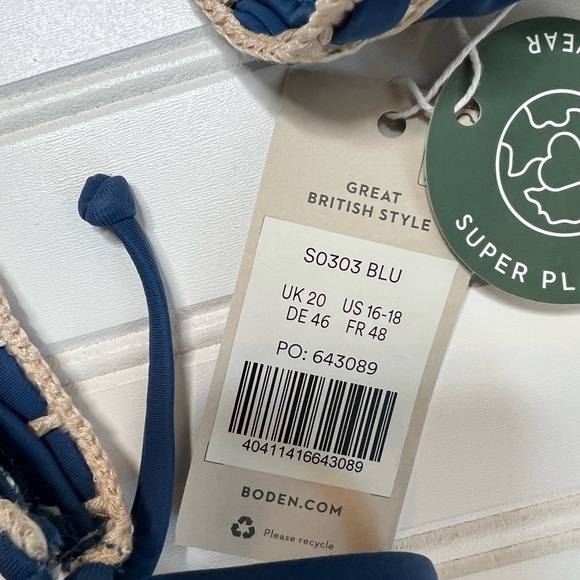 GREAT
BRITISH STYLE
S0303 BLU
UK 20 US 16-18
DE 46 FR 48
PO: 643089
40411416643089
BODEN.COM
Please recycle
SUPER